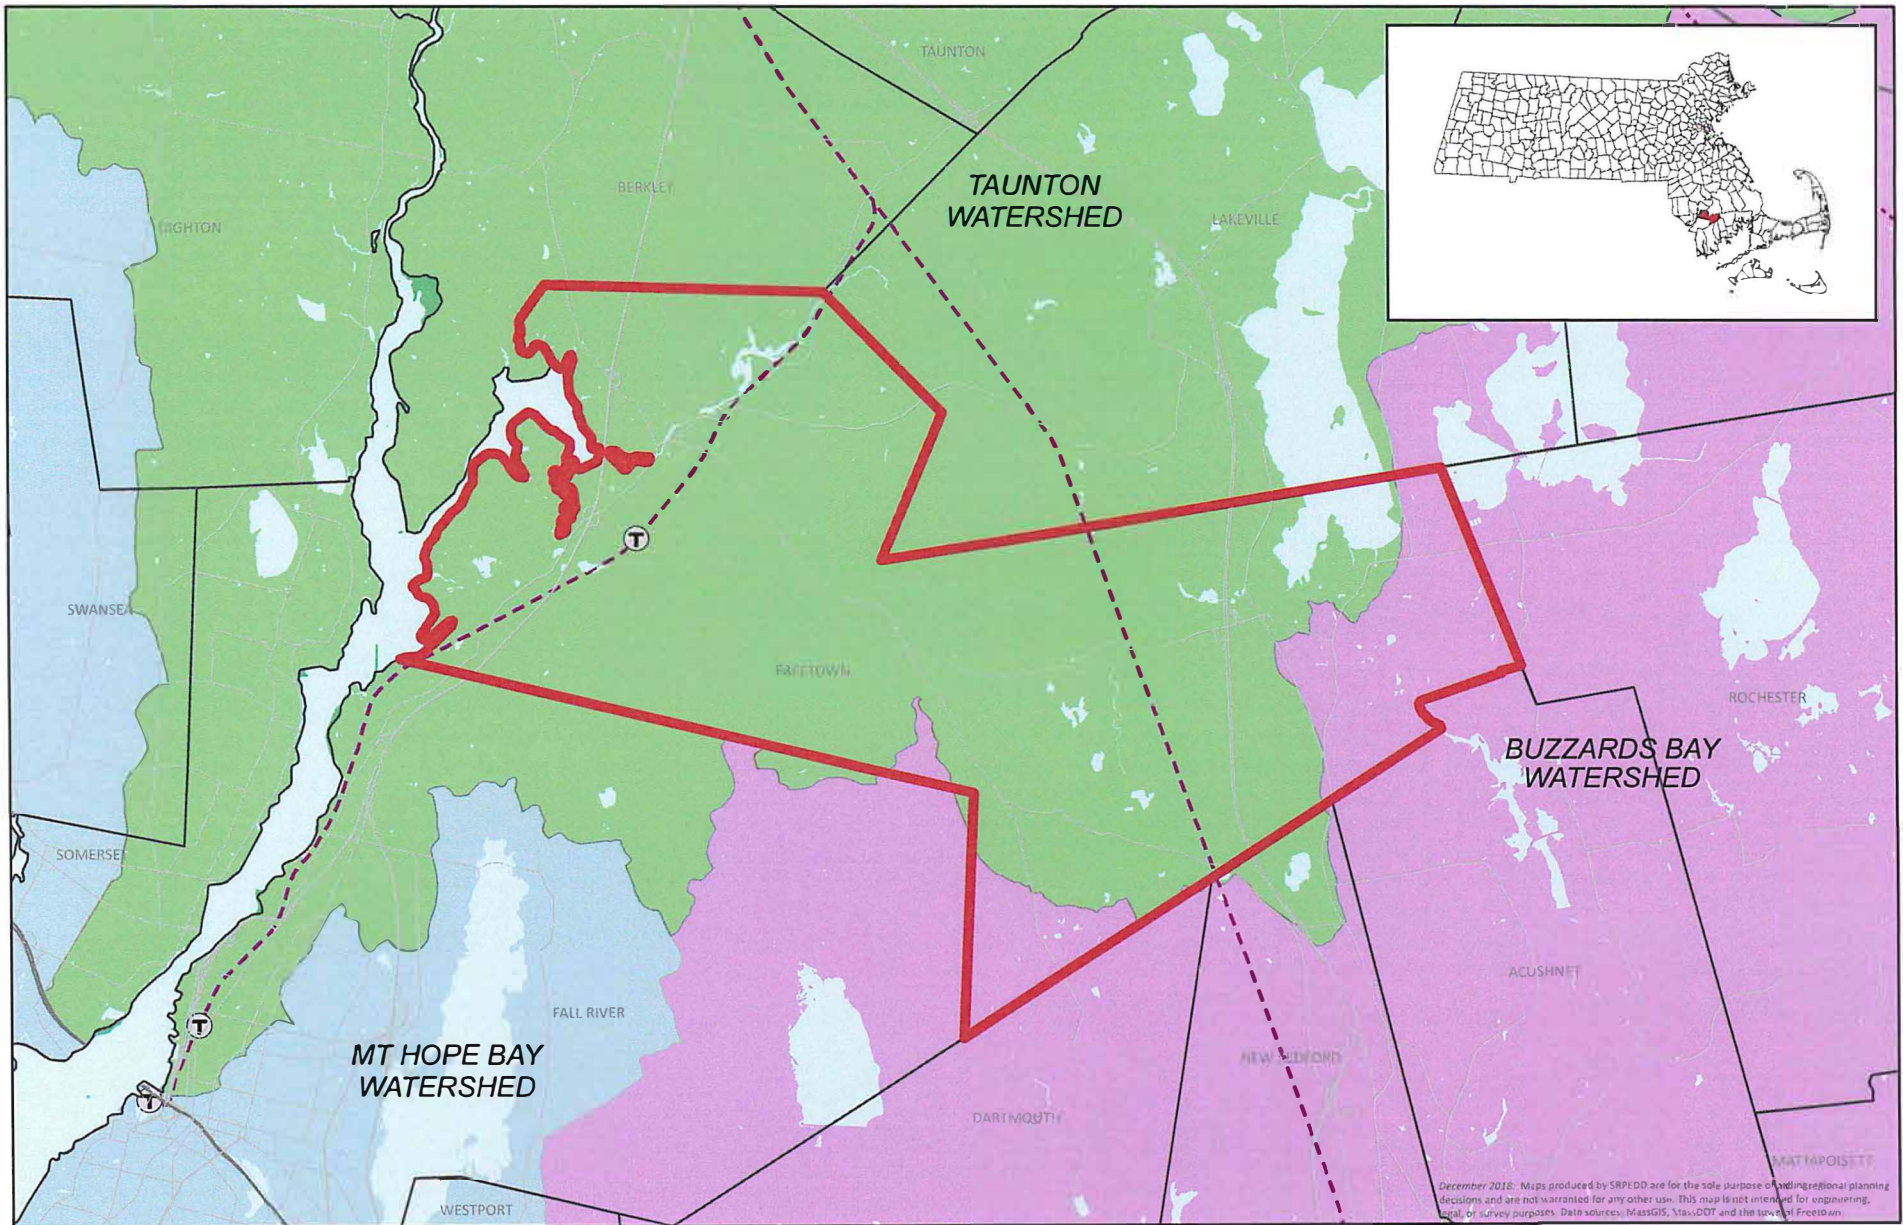 TAUNTON
TAUNTON
WATERSHED
BERKLEY
DIGHTON
LAKEVILLE
T
SWANSEA
FREETOWN
ROCHESTER
BUZZARDS BAY
WATERSHED
SOMERSET
ACUSHNET
FALL RIVER
T
MT HOPE BAY
WATERSHED
NEW BEDFORD
T
DARTMOUTH
MATTAPOISETT
WESTPORT
December 2018: Maps produced by SRPEDD are for the sole purpose of aiding regional planning
decisions and are not warranted for any other use. This map is not intended for engineering,
legal, or survey purposes. Data sources: MassGIS, MassDOT and the town of Freetown